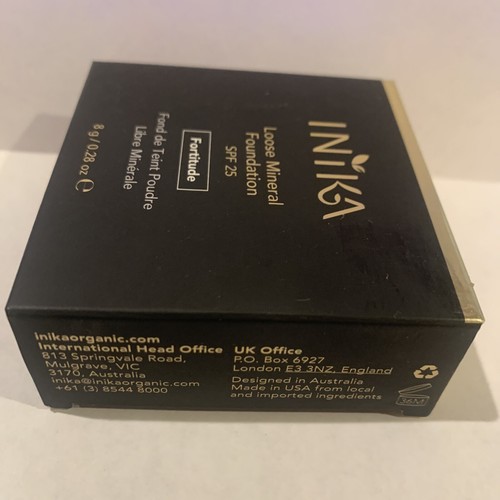 INIKA
Loose Mineral
Foundation
SPF 25
Fortitude
Fond de Teint Poudre
Libre Minérale
8 g / 0.28 oz ℮
inikaorganic.com
International Head Office
813 Springvale Road,
Mulgrave, VIC
3170, Australia
inika@inikaorganic.com
+61 (3) 8544 8000
UK Office
P.O. Box 6927
London E3 3NZ, England
Designed in Australia
Made in USA from local
and imported ingredients